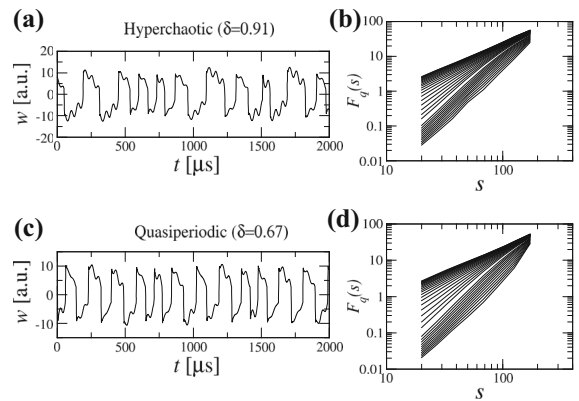 (a)
Hyperchaotic (δ=0.91)
w [a.u.]
20
10
0
-10
20
0
500
1000
1500
2000
t [μs]
(b)
F_q(s)
100
10
1
0.1
0.01
10
100
s
(c)
Quasiperiodic (δ=0.67)
w [a.u.]
10
0
-10
0
500
1000
1500
2000
t [μs]
(d)
F_q(s)
100
10
1
0.1
0.01
10
100
s